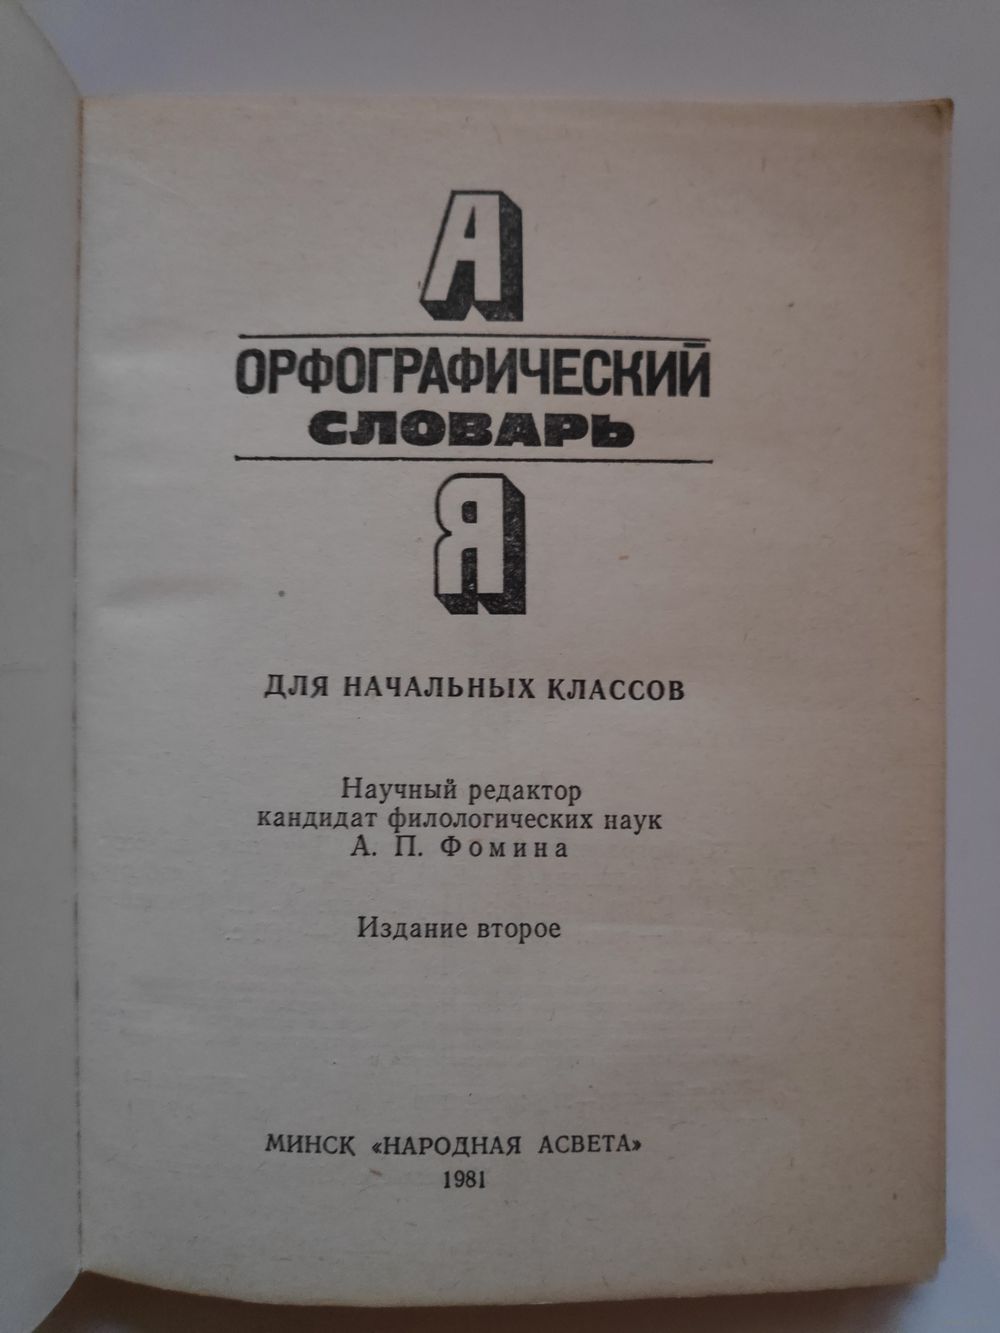 А
ОРФОГРАФИЧЕСКИЙ
СЛОВАРЬ
Я
ДЛЯ НАЧАЛЬНЫХ КЛАССОВ
Научный редактор
кандидат филологических наук
А. П. Фомина
Издание второе
МИНСК «НАРОДНАЯ АСВЕТА»
1981